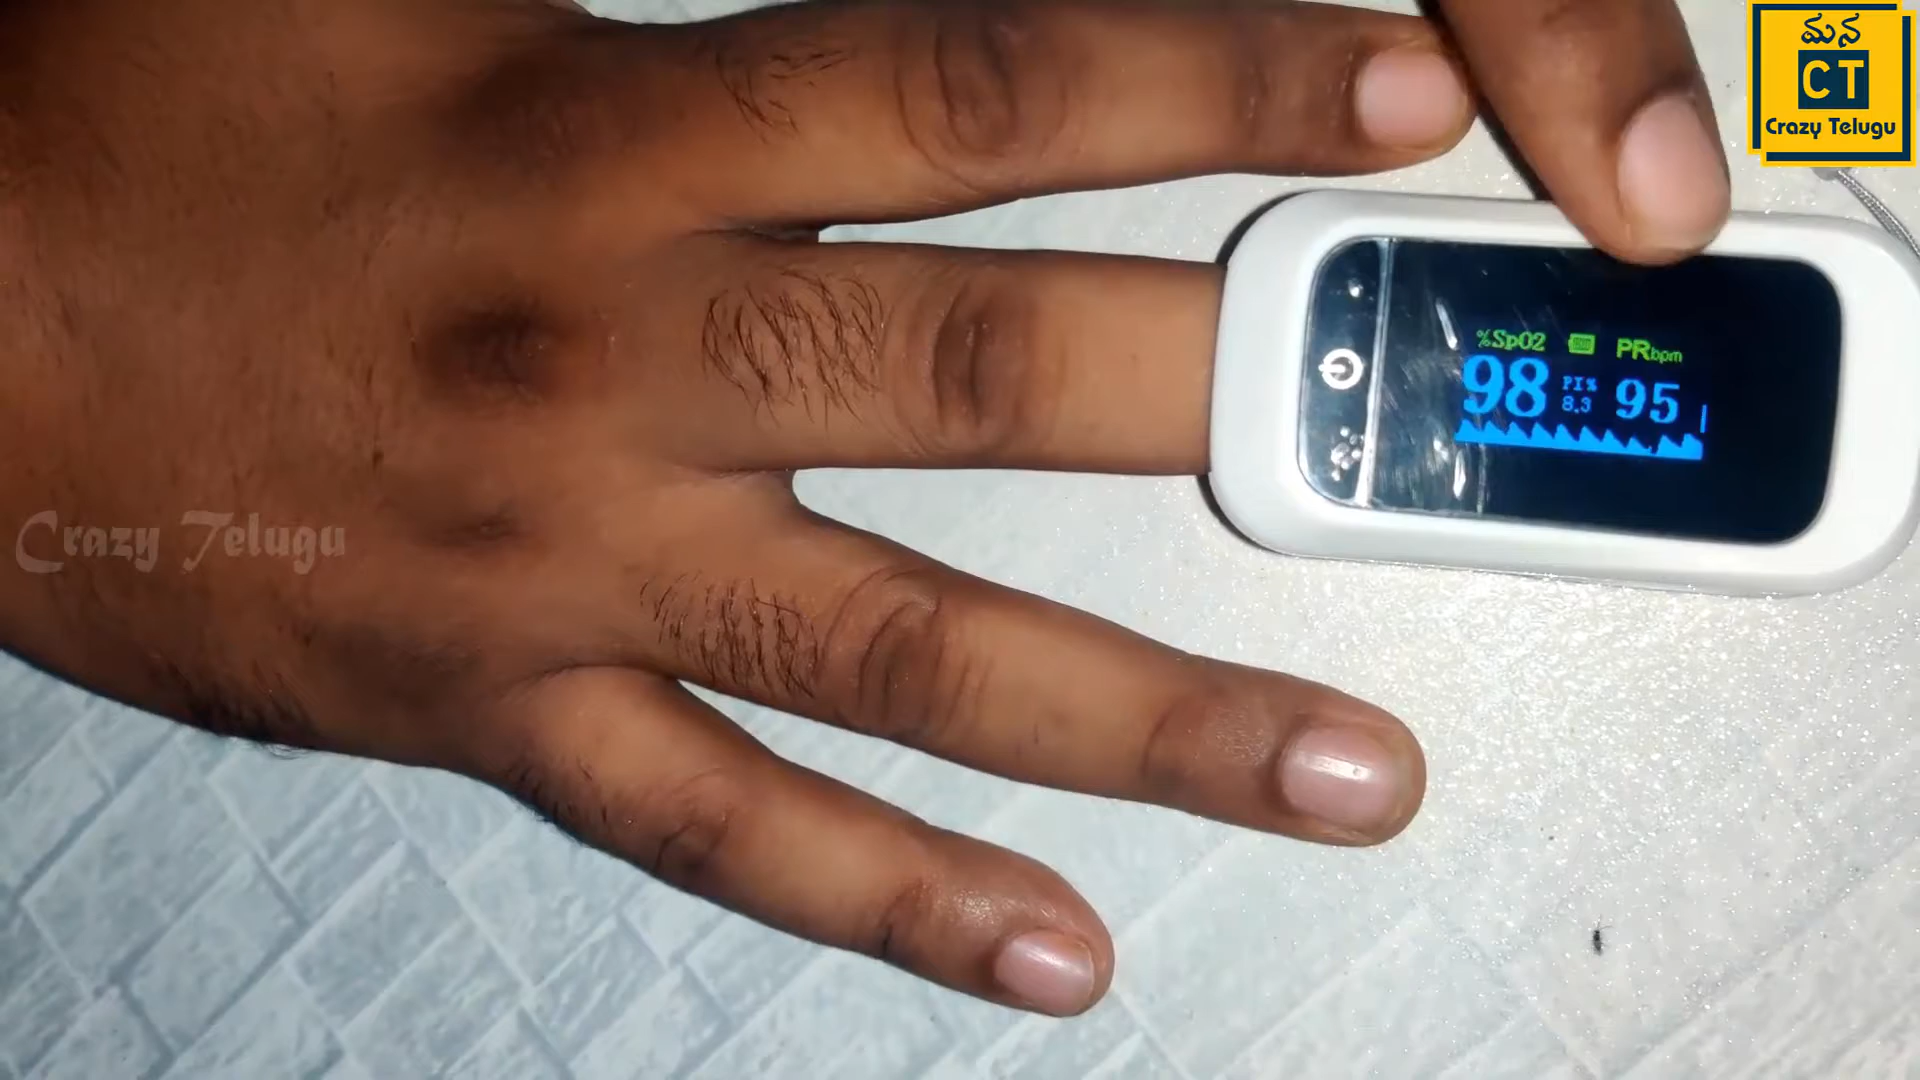 మన
CT
Crazy Telugu
%SpO2 PRbpm
98 PI% 8.3 95
Crazy Telugu